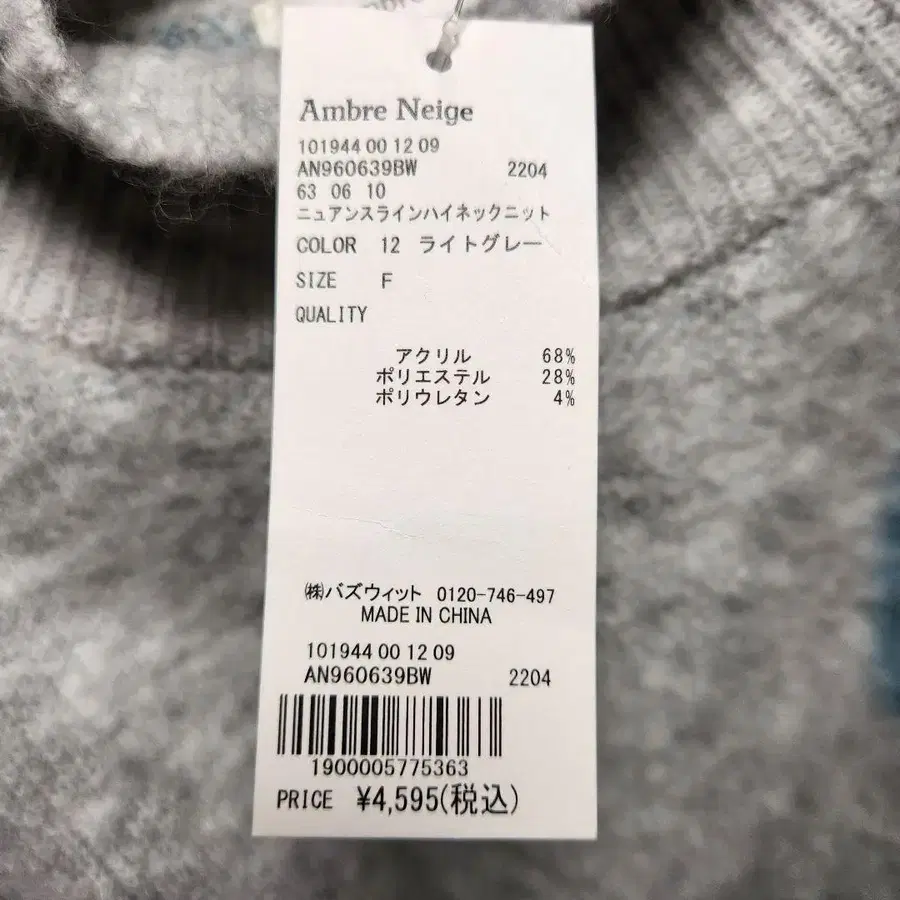 Ambre Neige
101944 00 12 09
AN960639BW 2204
63 06 10
ニュアンスラインハイネックニット
COLOR 12 ライトグレー
SIZE F
QUALITY
アクリル 68%
ポリエステル 28%
ポリウレタン 4%
㈱バズウィット 0120-746-497
MADE IN CHINA
101944 00 12 09
AN960639BW 2204
1900005775363
PRICE ¥4,595(税込)